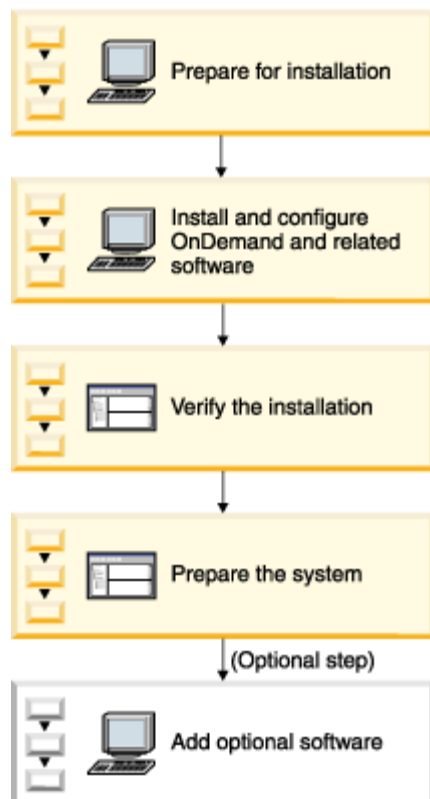 Prepare for installation
Install and configure
OnDemand and related
software
Verify the installation
Prepare the system
(Optional step)
Add optional software